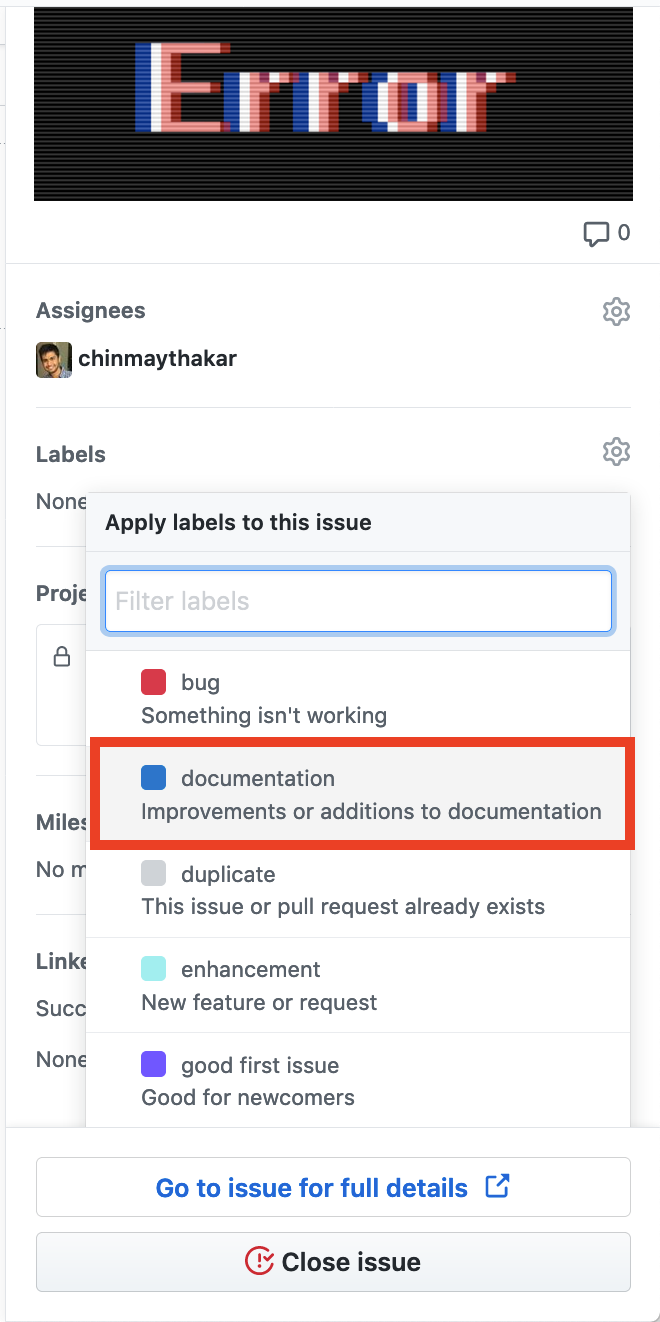 Error
0
Assignees
chinmaythakar
Labels
None
Apply labels to this issue
Filter labels
Proje
bug
Something isn't working
documentation
Improvements or additions to documentation
Miles
duplicate
No m
This issue or pull request already exists
Linke
enhancement
Succ
New feature or request
None
good first issue
Good for newcomers
Go to issue for full details
Close issue